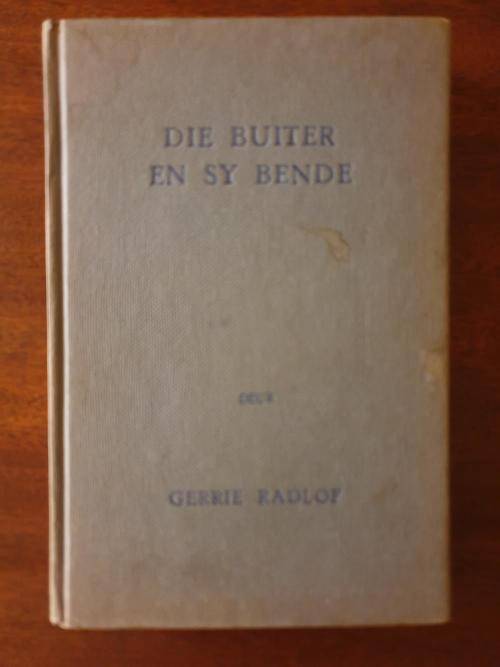 DIE BUITER
EN SY BENDE
DEUR
GERRIE RADLOF